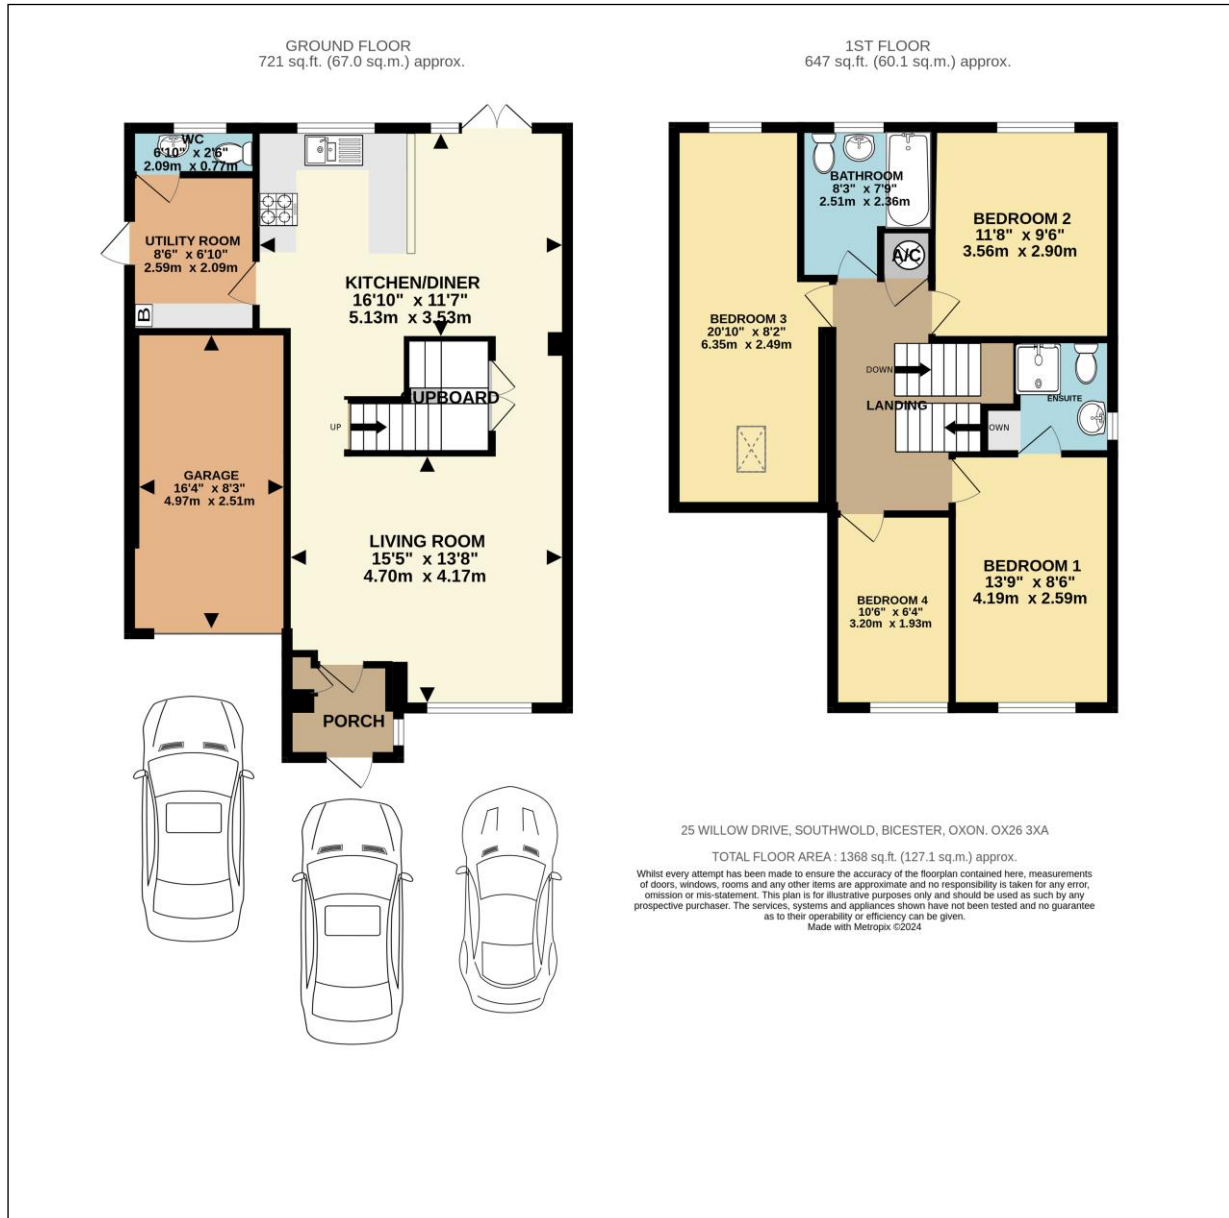 GROUND FLOOR
721 sq.ft. (67.0 sq.m.) approx.
WC
6'10" x 2'6"
2.09m x 0.77m
UTILITY ROOM
8'6" x 6'10"
2.59m x 2.09m
B
KITCHEN/DINER
16'10" x 11'7"
5.13m x 3.53m
CUPBOARD
UP
GARAGE
16'4" x 8'3"
4.97m x 2.51m
LIVING ROOM
15'5" x 13'8"
4.70m x 4.17m
PORCH
1ST FLOOR
647 sq.ft. (60.1 sq.m.) approx.
BATHROOM
8'3" x 7'9"
2.51m x 2.36m
A/C
BEDROOM 2
11'8" x 9'6"
3.56m x 2.90m
BEDROOM 3
20'10" x 8'2"
6.35m x 2.49m
DOWN
LANDING
OWN
ENSUITE
BEDROOM 1
13'9" x 8'6"
4.19m x 2.59m
BEDROOM 4
10'6" x 6'4"
3.20m x 1.93m
25 WILLOW DRIVE, SOUTHWOLD, BICESTER, OXON. OX26 3XA
TOTAL FLOOR AREA : 1368 sq.ft. (127.1 sq.m.) approx.
Whilst every attempt has been made to ensure the accuracy of the floorplan contained here, measurements
of doors, windows, rooms and any other items are approximate and no responsibility is taken for any error,
omission or mis-statement. This plan is for illustrative purposes only and should be used as such by any
prospective purchaser. The services, systems and appliances shown have not been tested and no guarantee
as to their operability or efficiency can be given.
Made with Metropix ©2024